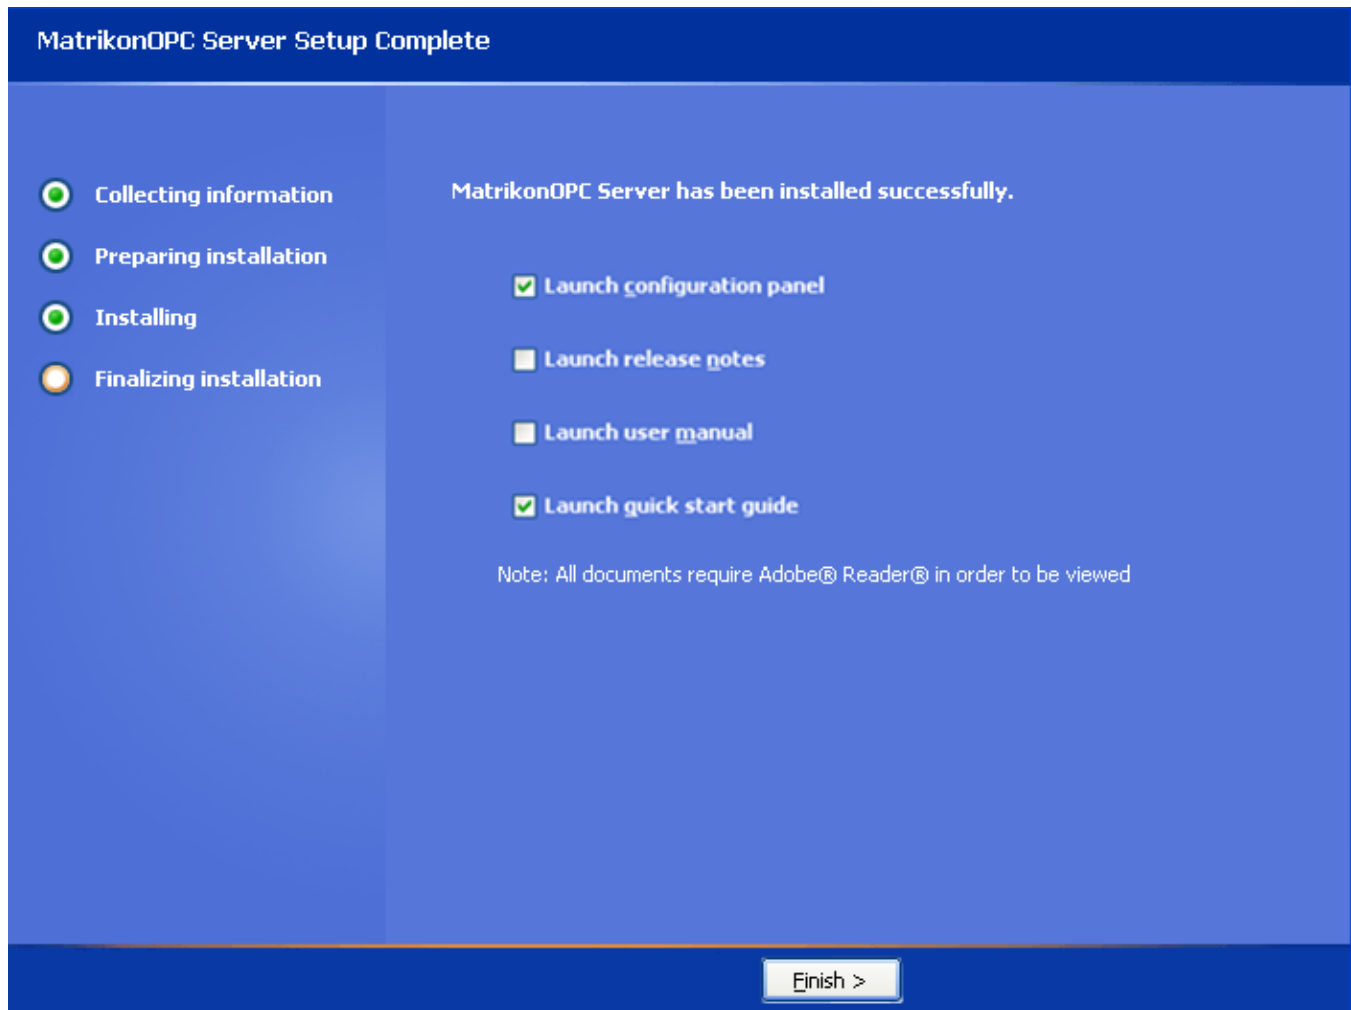 MatrikonOPC Server Setup Complete
Collecting information
Preparing installation
Installing
Finalizing installation
MatrikonOPC Server has been installed successfully.
Launch configuration panel
Launch release notes
Launch user manual
Launch quick start guide
Note: All documents require Adobe® Reader® in order to be viewed
Finish >